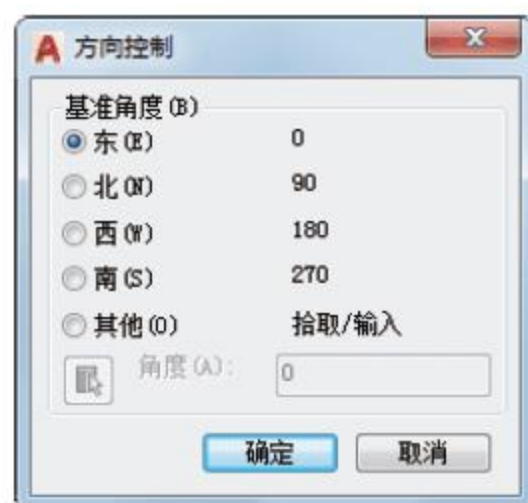 方向控制
基准角度(B)
东(E) 0
北(N) 90
西(W) 180
南(S) 270
其他(O) 拾取/输入
角度(A): 0
确定 取消